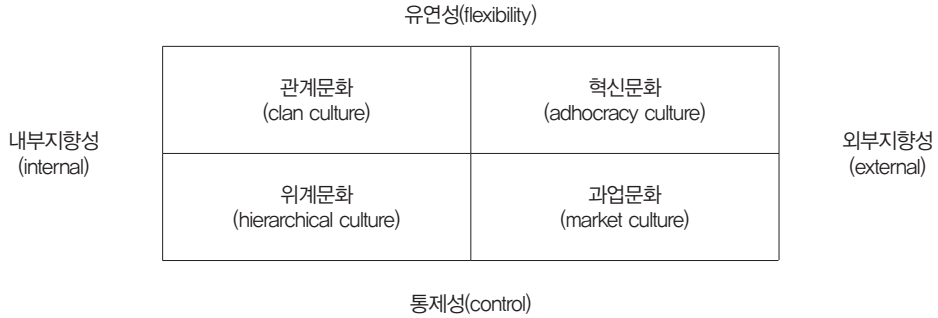 유연성(flexibility)
관계문화
(clan culture)
혁신문화
(adhocracy culture)
내부지향성
(internal)
외부지향성
(external)
위계문화
(hierarchical culture)
과업문화
(market culture)
통제성(control)